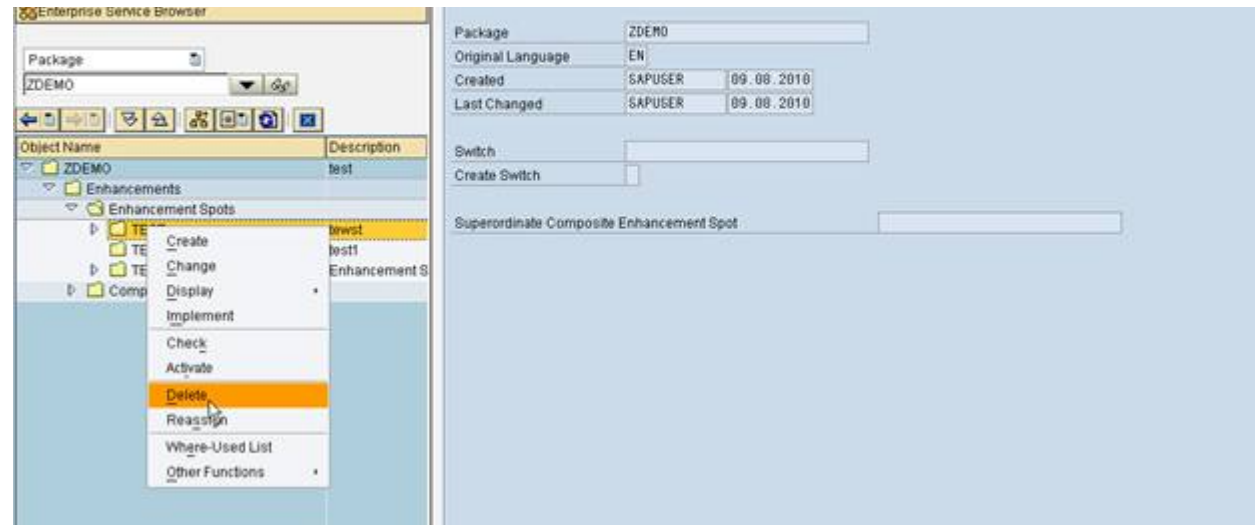 Enterprise Service Browser
Package
ZDEMO
Object Name Description
ZDEMO test
Enhancements
Enhancement Spots
tewst
TE test1
TE Enhancement S
Comp
Create
Change
Display
Implement
Check
Activate
Delete
Reassign
Where-Used List
Other Functions
Package ZDEMO
Original Language EN
Created SAPUSER 09.08.2010
Last Changed SAPUSER 09.08.2010
Switch
Create Switch
Superordinate Composite Enhancement Spot